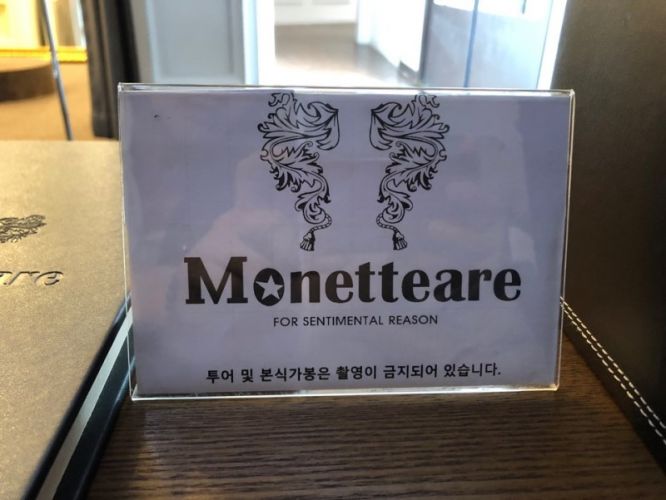 Monetteare
FOR SENTIMENTAL REASON
투어 및 본식가봉은 촬영이 금지되어 있습니다.
are